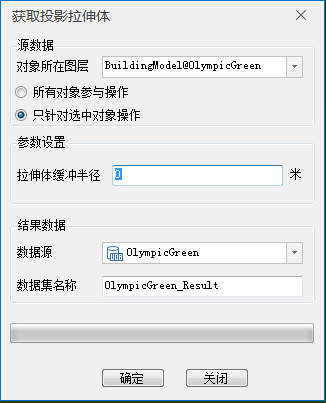 获取投影拉伸体
源数据
对象所在图层 BuildingModel@OlympicGreen
所有对象参与操作
只针对选中对象操作
参数设置
拉伸体缓冲半径 0 米
结果数据
数据源 OlympicGreen
数据集名称 OlympicGreen_Result
确定 关闭